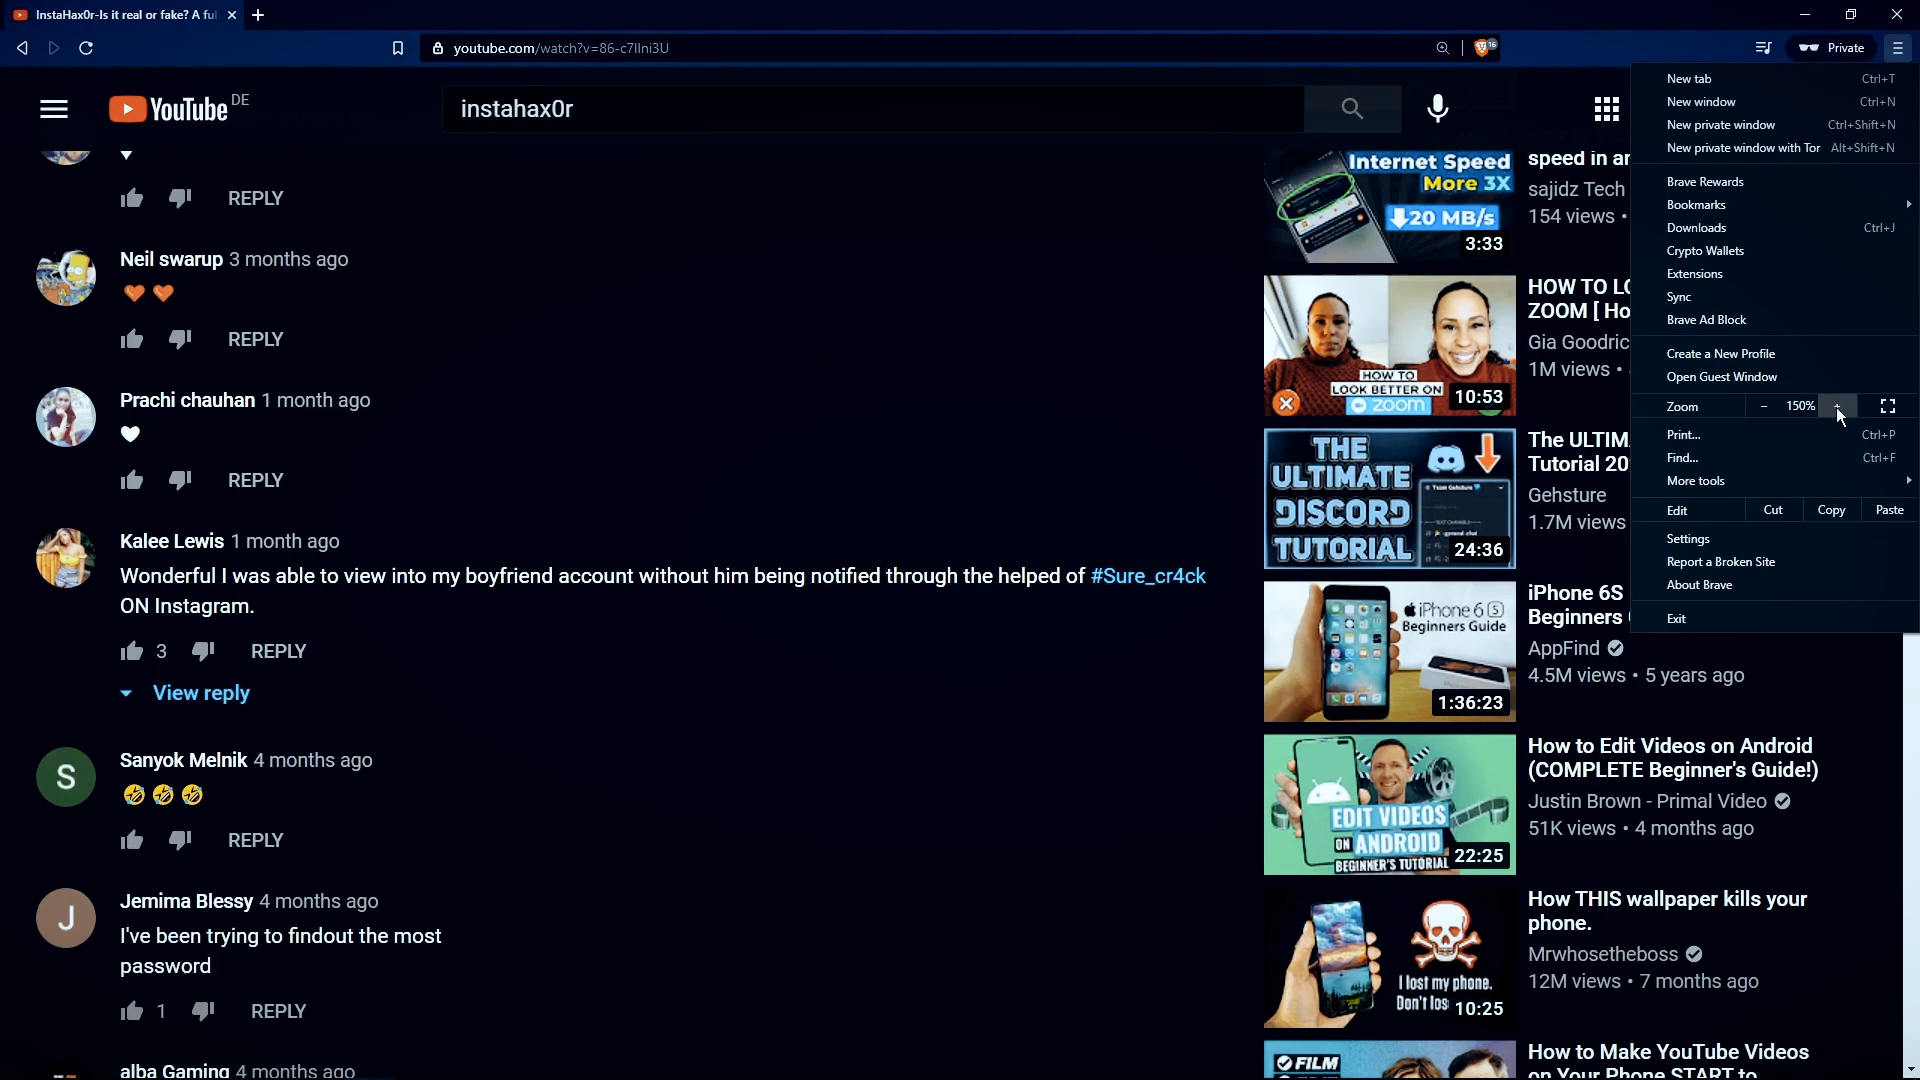 InstaHax0r-Is it real or fake? A ful
youtube.com/watch?v=86-c7IIni3U
16
Private
YouTube DE
instahax0r
REPLY
Neil swarup 3 months ago
REPLY
Prachi chauhan 1 month ago
REPLY
Kalee Lewis 1 month ago
Wonderful I was able to view into my boyfriend account without him being notified through the helped of #Sure_cr4ck
ON Instagram.
3 REPLY
View reply
S
Sanyok Melnik 4 months ago
REPLY
J
Jemima Blessy 4 months ago
I've been trying to findout the most
password
1 REPLY
alba Gaming 4 months ago
Internet Speed
More 3X
20 MB/s
3:33
speed in
sajidz Tech
154 views •
HOW TO
LOOK BETTER ON
zoom
10:53
HOW TO LO
ZOOM [ Ho
Gia Goodric
1M views •
THE
ULTIMATE
DISCORD
TUTORIAL
24:36
The ULTIM
Tutorial 20
Gehsture
1.7M views
iPhone 6S
Beginners Guide
1:36:23
iPhone 6S
Beginners
AppFind
4.5M views • 5 years ago
EDIT VIDEOS
ON ANDROID
BEGINNER'S TUTORIAL
22:25
How to Edit Videos on Android
(COMPLETE Beginner's Guide!)
Justin Brown - Primal Video
51K views • 4 months ago
I lost my phone.
Don't los
10:25
How THIS wallpaper kills your
phone.
Mrwhosetheboss
12M views • 7 months ago
FILM
How to Make YouTube Videos
on Your Phone START to
New tab Ctrl+T
New window Ctrl+N
New private window Ctrl+Shift+N
New private window with Tor Alt+Shift+N
Brave Rewards
Bookmarks
Downloads Ctrl+J
Crypto Wallets
Extensions
Sync
Brave Ad Block
Create a New Profile
Open Guest Window
Zoom − 150% +
Print... Ctrl+P
Find... Ctrl+F
More tools
Edit Cut Copy Paste
Settings
Report a Broken Site
About Brave
Exit